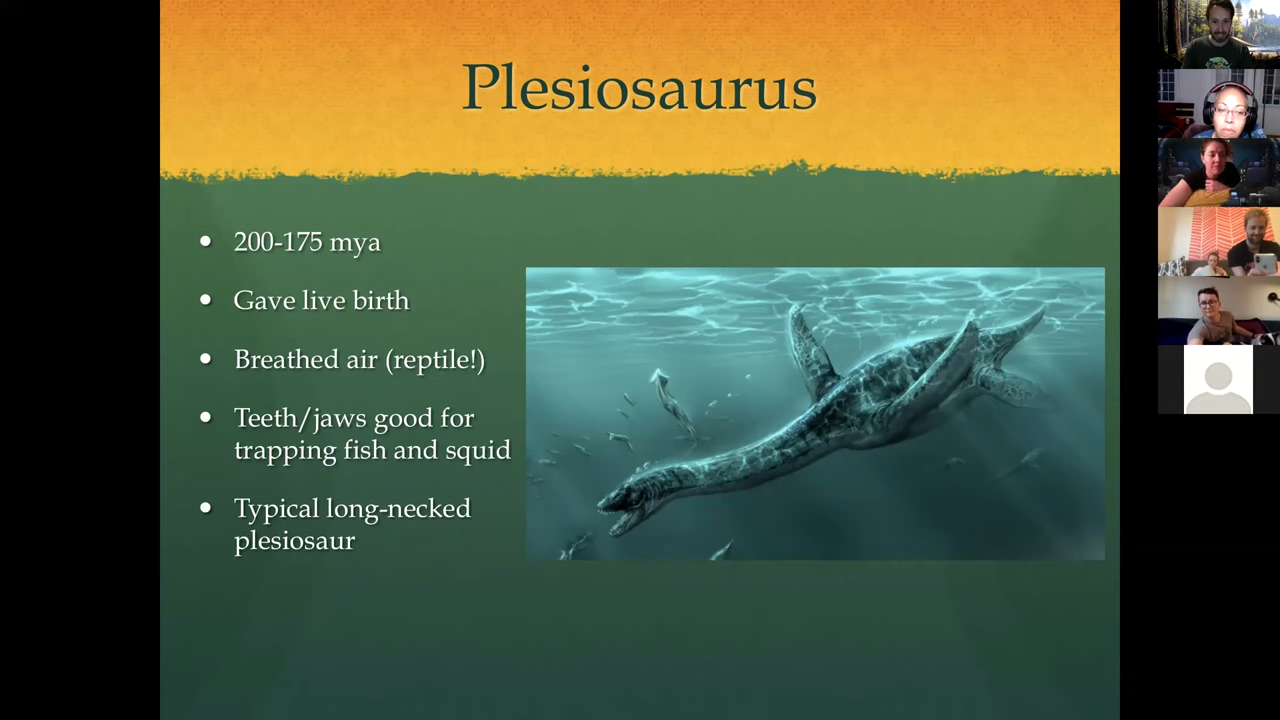 Plesiosaurus
• 200-175 mya
• Gave live birth
• Breathed air (reptile!)
• Teeth/jaws good for
trapping fish and squid
• Typical long-necked
plesiosaur